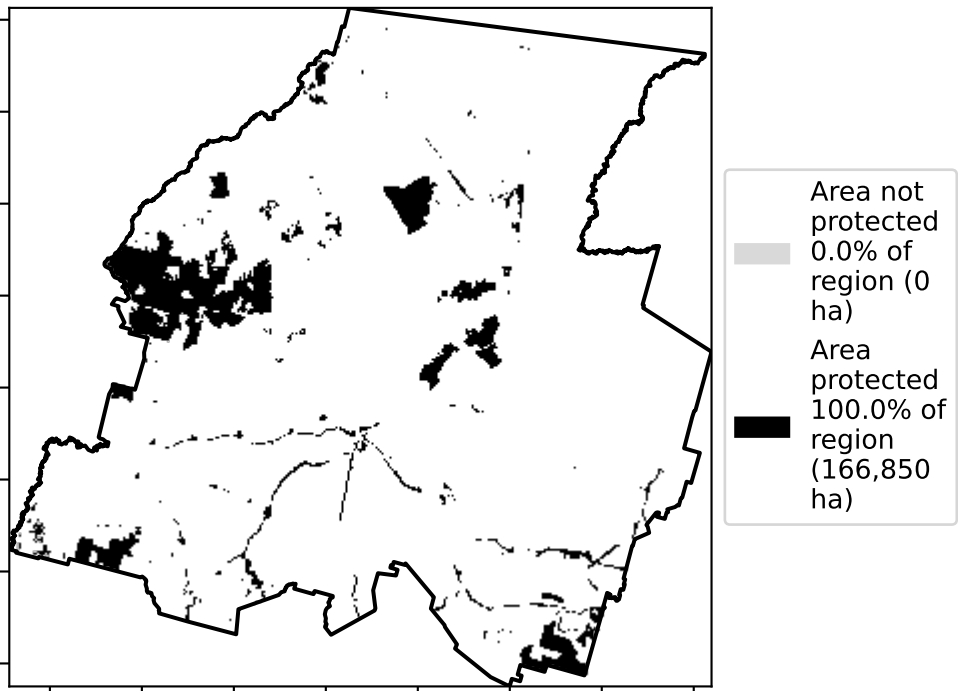 Area not
protected
0.0% of
region (0
ha)
Area
protected
100.0% of
region
(166,850
ha)